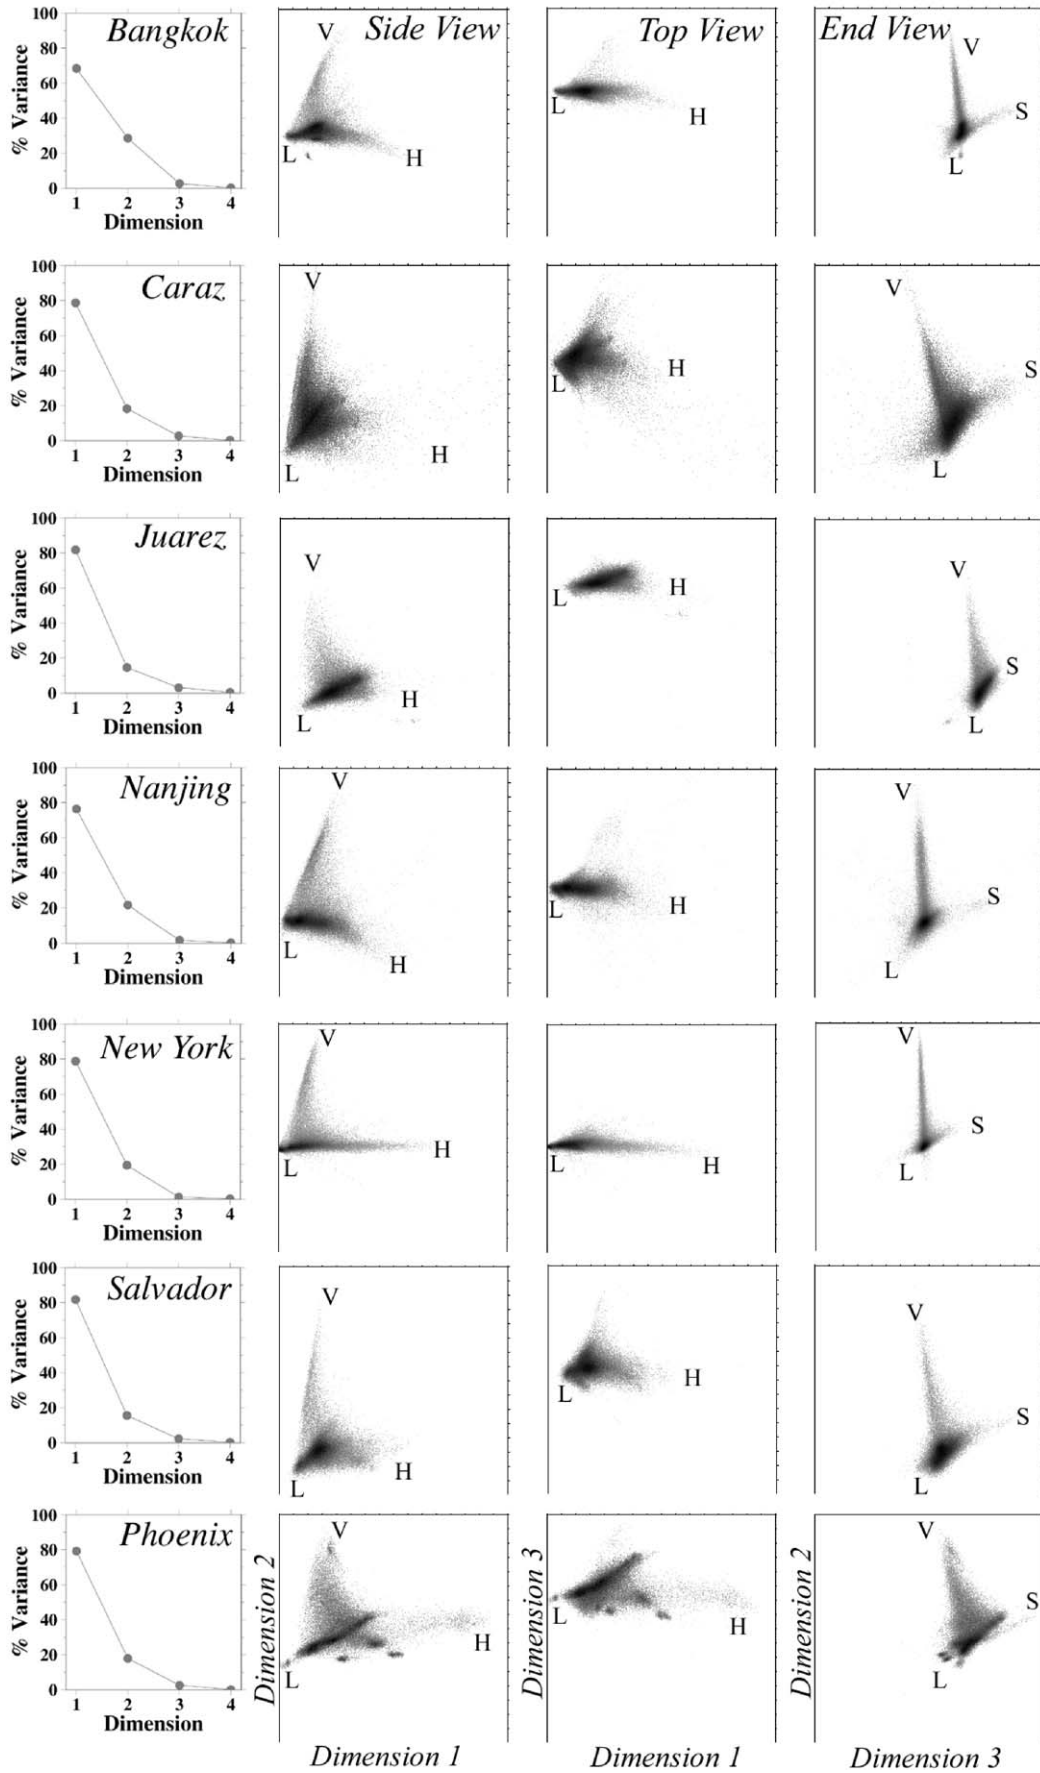 Bangkok
Side View
Top View
End View
100
80
60
40
20
0
% Variance
1 2 3 4
Dimension
V
L
H
L
H
V
S
L
Caraz
100
80
60
40
20
0
% Variance
1 2 3 4
Dimension
V
L
H
L
H
V
S
L
Juarez
100
80
60
40
20
0
% Variance
1 2 3 4
Dimension
V
L
H
L
H
V
S
L
Nanjing
100
80
60
40
20
0
% Variance
1 2 3 4
Dimension
V
L
H
L
H
V
S
L
New York
100
80
60
40
20
0
% Variance
1 2 3 4
Dimension
V
L
H
L
H
V
S
L
Salvador
100
80
60
40
20
0
% Variance
1 2 3 4
Dimension
V
L
H
L
H
V
S
L
Phoenix
100
80
60
40
20
0
% Variance
1 2 3 4
Dimension
Dimension 2
V
L
H
Dimension 1
Dimension 3
L
H
Dimension 1
Dimension 2
V
S
L
Dimension 3